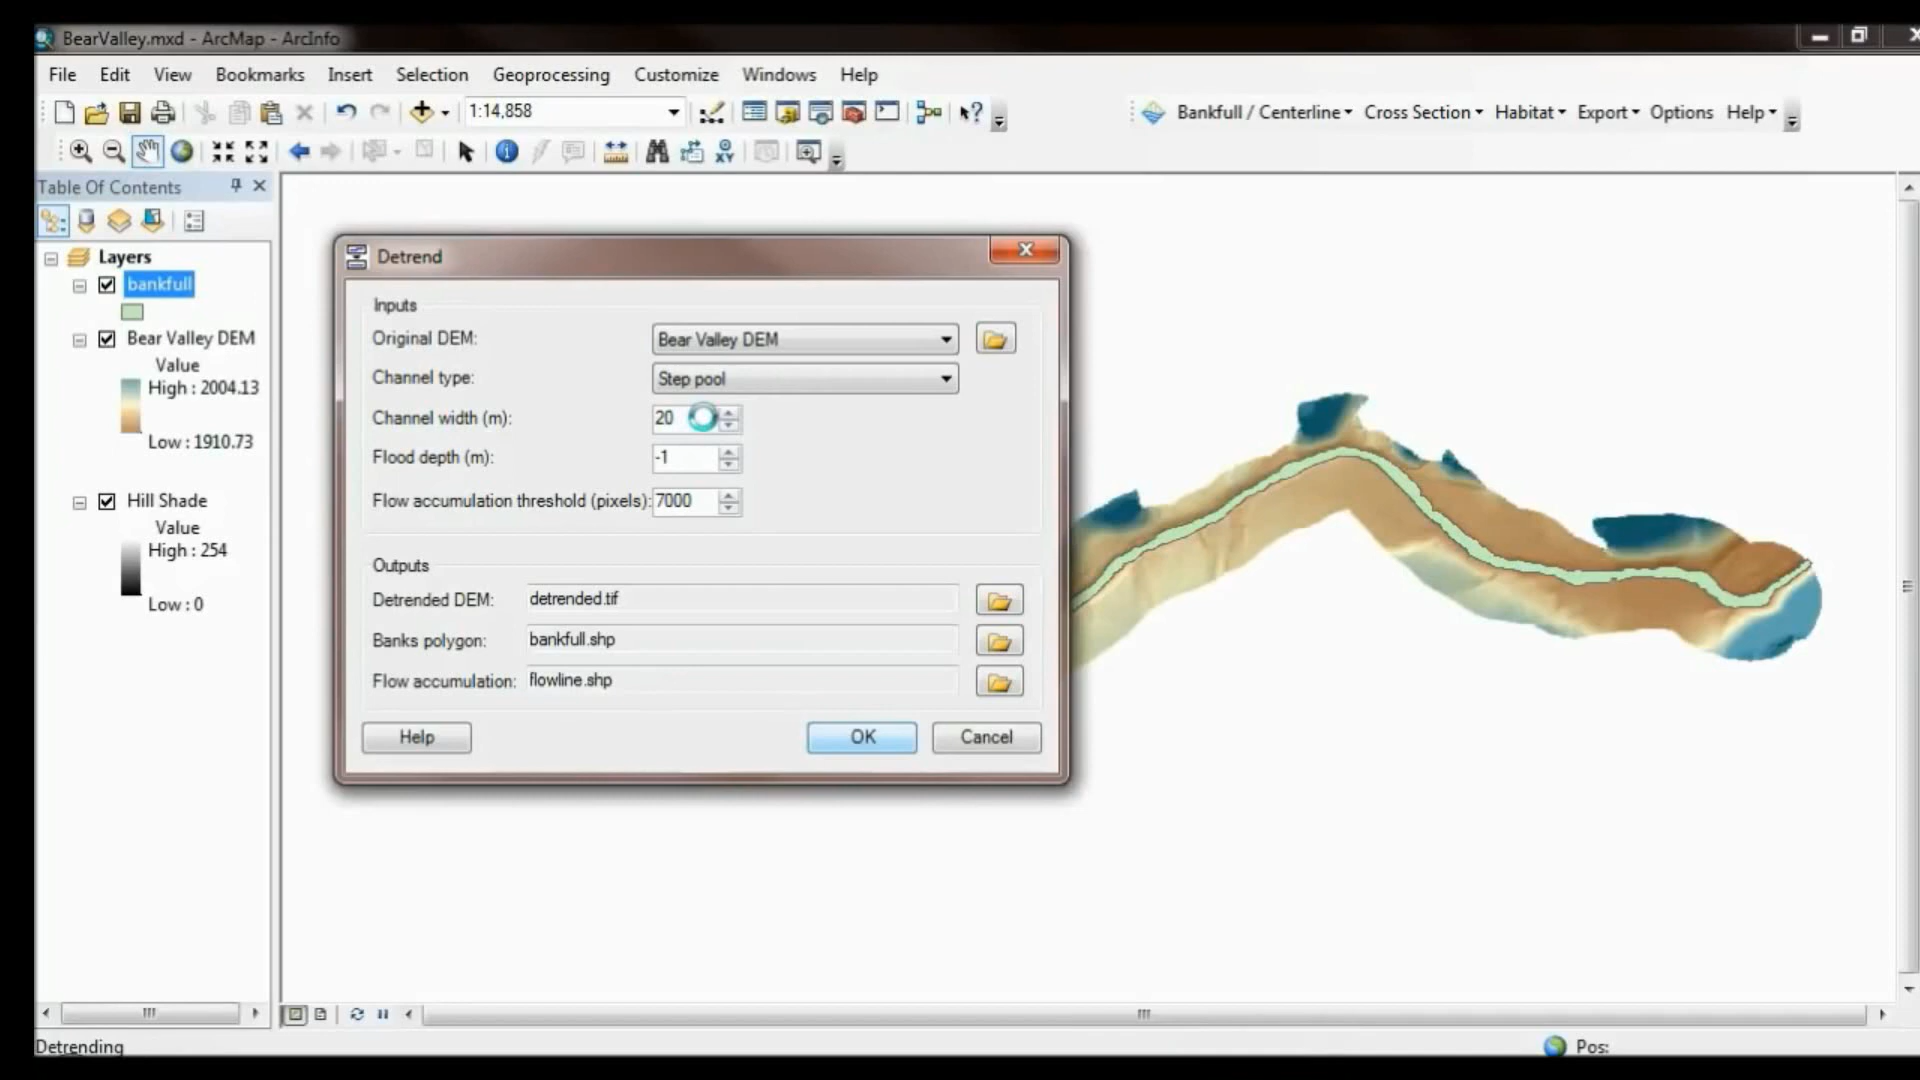 BearValley.mxd - ArcMap - ArcInfo
File Edit View Bookmarks Insert Selection Geoprocessing Customize Windows Help
1:14,858
Bankfull / Centerline Cross Section Habitat Export Options Help
XY
Table Of Contents
Layers
bankfull
Bear Valley DEM
Value
High : 2004.13
Low : 1910.73
Hill Shade
Value
High : 254
Low : 0
Detrend
Inputs
Original DEM: Bear Valley DEM
Channel type: Step pool
Channel width (m): 20
Flood depth (m): -1
Flow accumulation threshold (pixels): 7000
Outputs
Detrended DEM: detrended.tif
Banks polygon: bankfull.shp
Flow accumulation: flowline.shp
Help OK Cancel
Detrending
Pos: